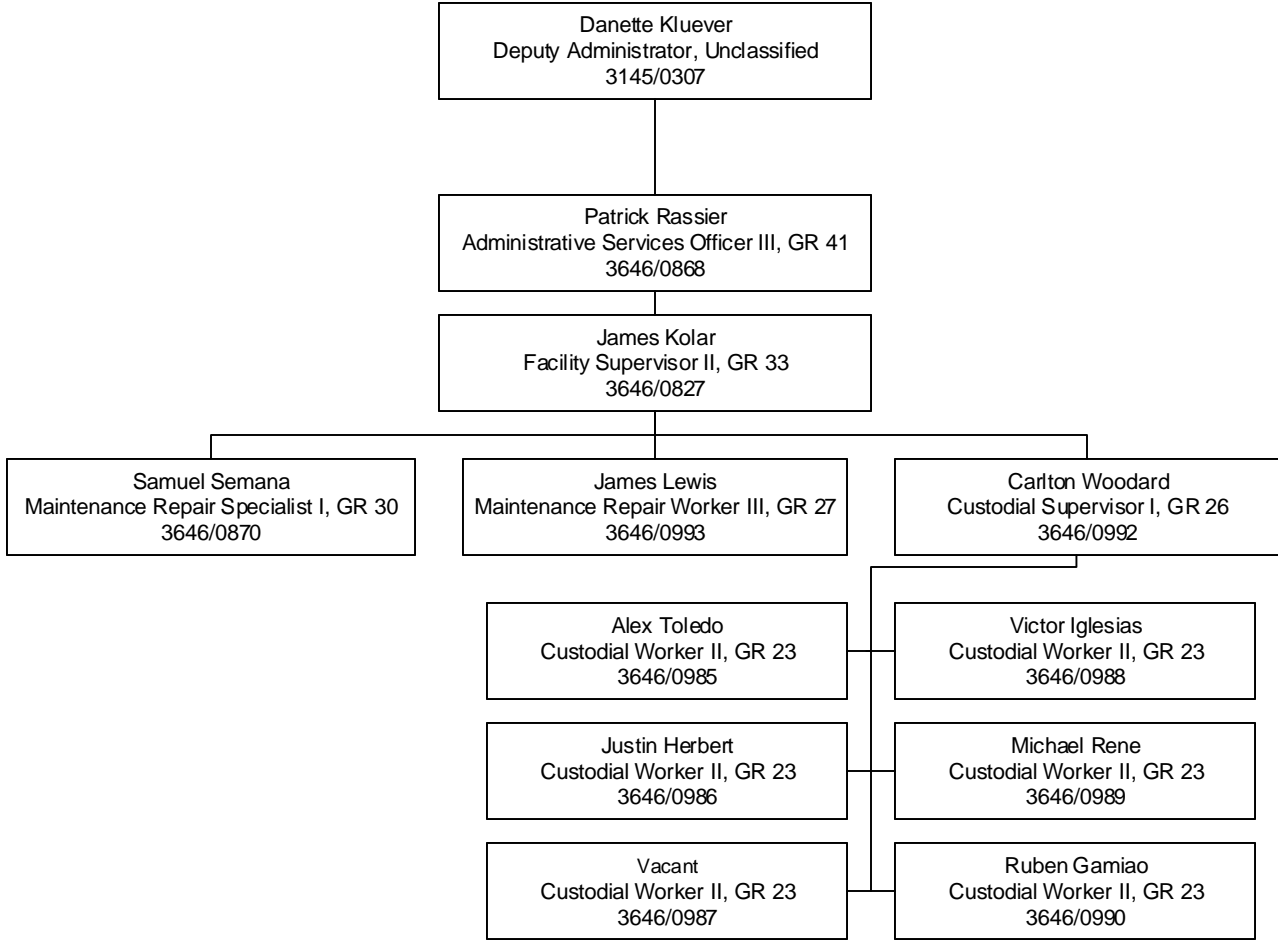 Danette Kluever
Deputy Administrator, Unclassified
3145/0307
Patrick Rassier
Administrative Services Officer III, GR 41
3646/0868
James Kolar
Facility Supervisor II, GR 33
3646/0827
Samuel Semana
Maintenance Repair Specialist I, GR 30
3646/0870
James Lewis
Maintenance Repair Worker III, GR 27
3646/0993
Carlton Woodard
Custodial Supervisor I, GR 26
3646/0992
Alex Toledo
Custodial Worker II, GR 23
3646/0985
Victor Iglesias
Custodial Worker II, GR 23
3646/0988
Justin Herbert
Custodial Worker II, GR 23
3646/0986
Michael Rene
Custodial Worker II, GR 23
3646/0989
Vacant
Custodial Worker II, GR 23
3646/0987
Ruben Gamiao
Custodial Worker II, GR 23
3646/0990